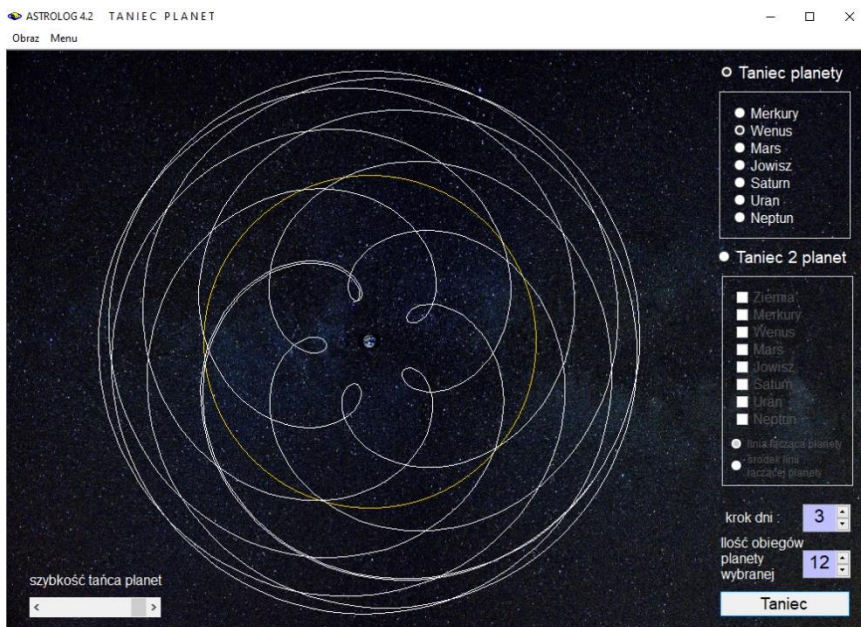 ASTROLOG 4.2 TANIEC PLANET
Obraz Menu
Taniec planety
Merkury
Wenus
Mars
Jowisz
Saturn
Uran
Neptun
Taniec 2 planet
Ziemia
Merkury
Wenus
Mars
Jowisz
Saturn
Uran
Neptun
linia łącząca planety
środek linii
łączącej planety
krok dni : 3
Ilość obiegów
planety 12
wybranej
szybkość tańca planet
Taniec